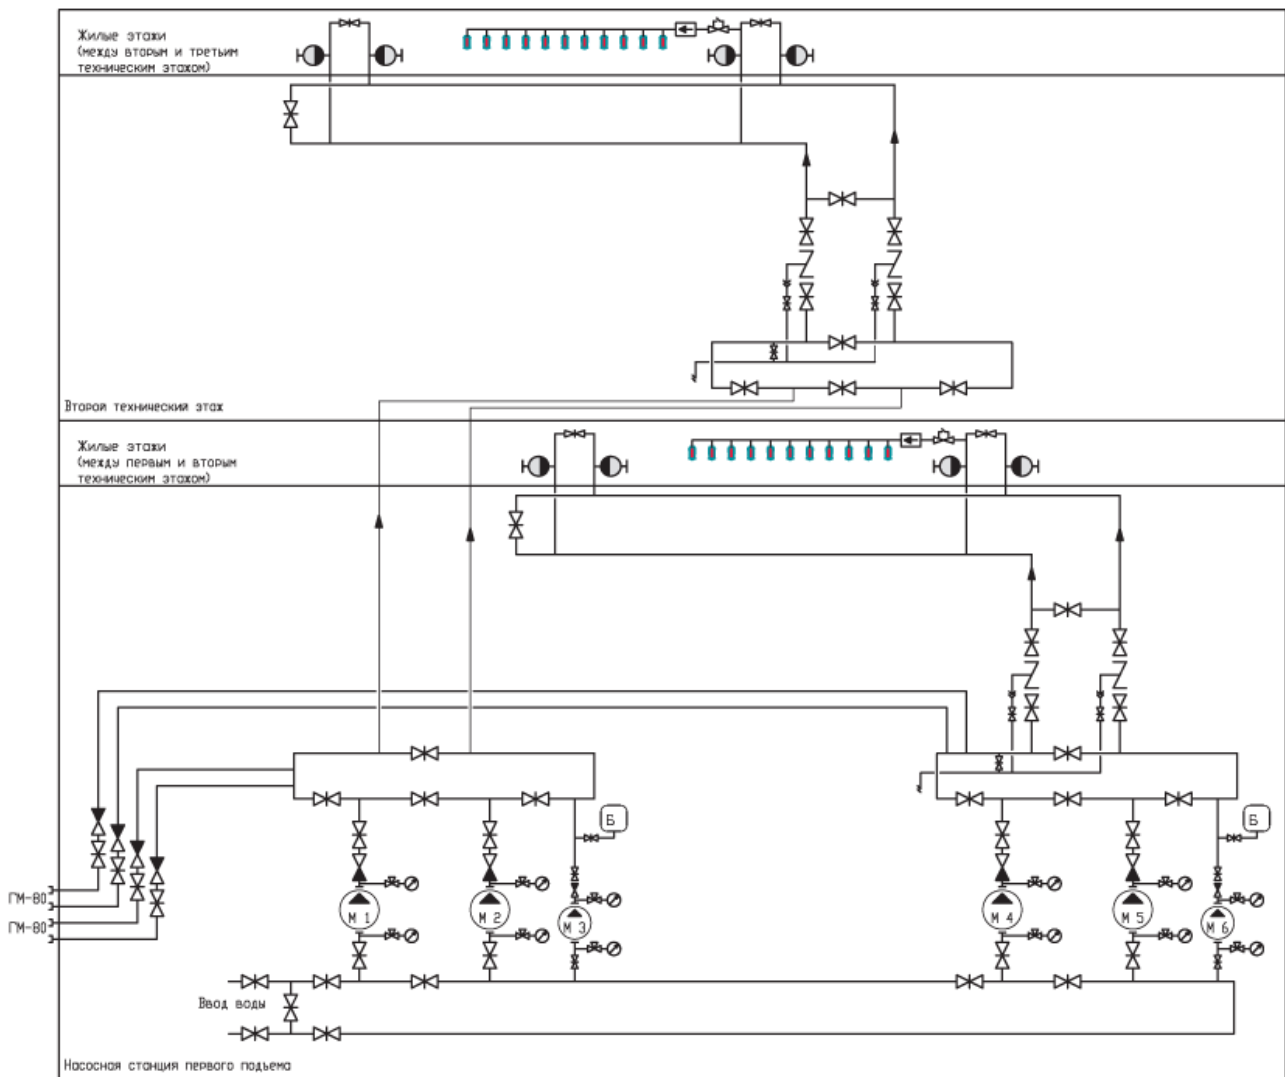 Жилые этажи
(между вторым и третьим
техническим этажом)
Второй технический этаж
Жилые этажи
(между первым и вторым
техническим этажом)
Б
Б
ГМ-80
ГМ-80
М 1
М 2
М 3
М 4
М 5
М 6
Ввод воды
Насосная станция первого подъема